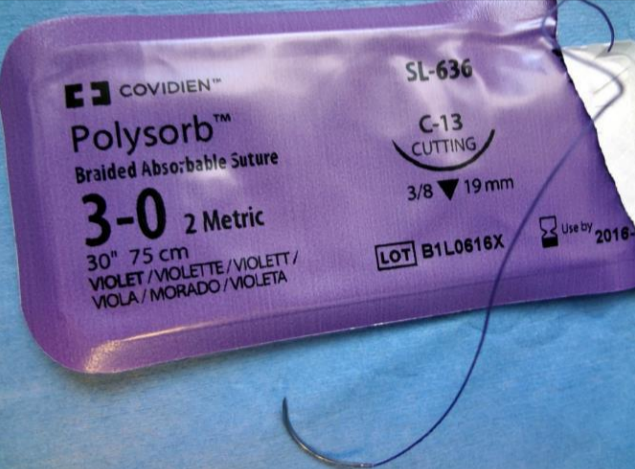 COVIDIEN™
Polysorb™
Braided Absorbable Suture
3-0 2 Metric
30" 75 cm
VIOLET / VIOLETTE / VIOLETT /
VIOLA / MORADO / VIOLETA
SL-636
C-13
CUTTING
3/8 ▼ 19 mm
LOT B1L0616X
Use by 2016-